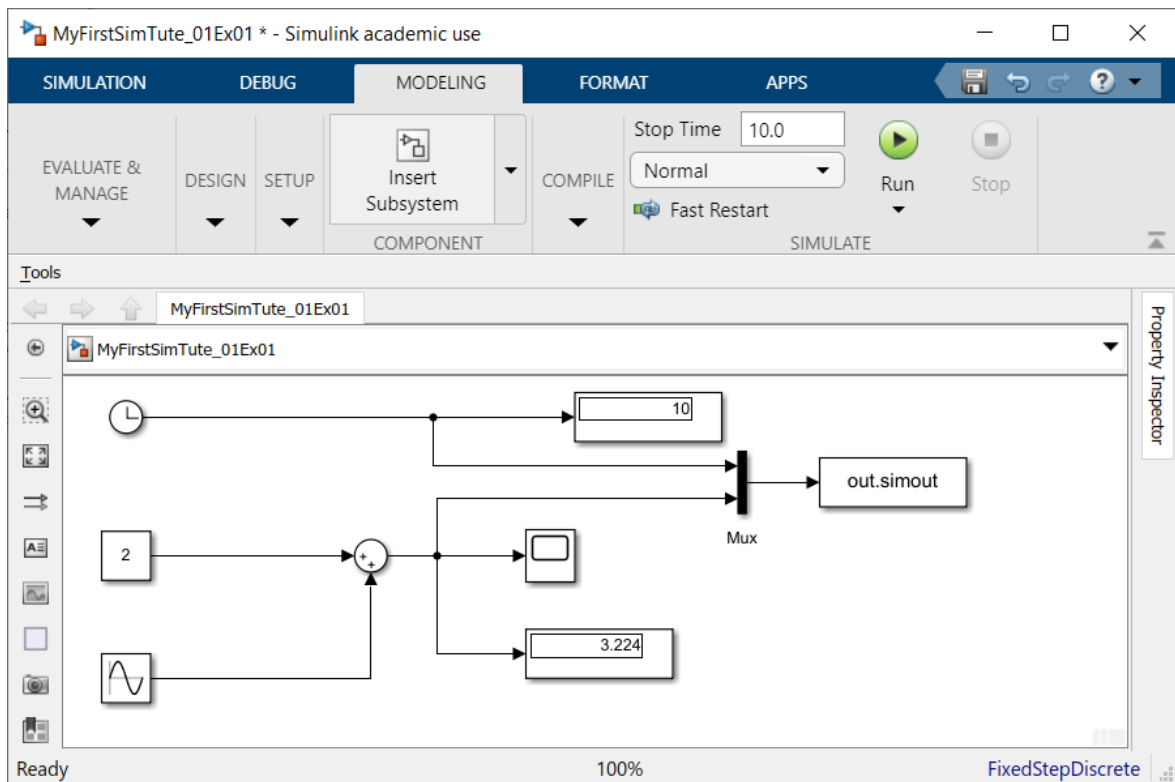 MyFirstSimTute_01Ex01 * - Simulink academic use
SIMULATION DEBUG MODELING FORMAT APPS
EVALUATE & MANAGE
DESIGN
SETUP
Insert
Subsystem
COMPONENT
COMPILE
Stop Time 10.0
Normal
Fast Restart
Run
Stop
SIMULATE
Tools
MyFirstSimTute_01Ex01
MyFirstSimTute_01Ex01
Property Inspector
10
out.simout
Mux
2
3.224
Ready 100% FixedStepDiscrete